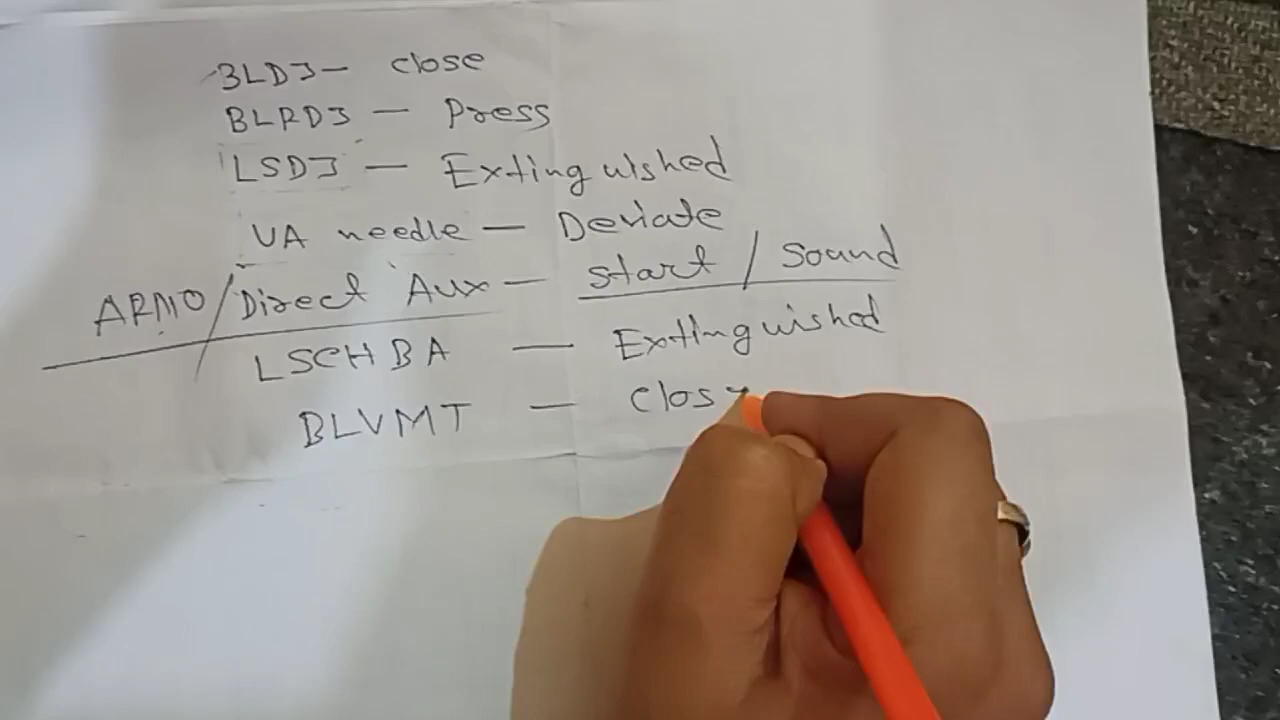 BLDJ - close
BLRDJ - Press
LSDJ - Extinguished
UA needle - Deviate
ARNO/Direct Aux - start / sound
LSCHBA - Extinguished
BLVMT - Clos